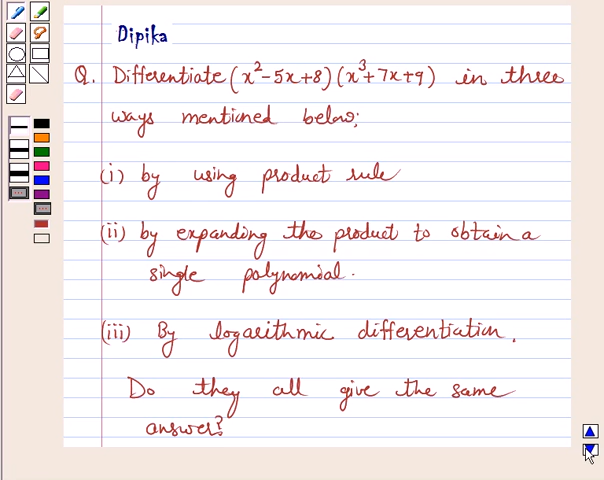 Dipika
Q. Differentiate (x²-5x+8) (x³+7x+9) in three
ways mentioned below;
(i) by using product rule
(ii) by expanding the product to obtain a
single polynomial.
(iii) By logarithmic differentiation.
Do they all give the same
answer?